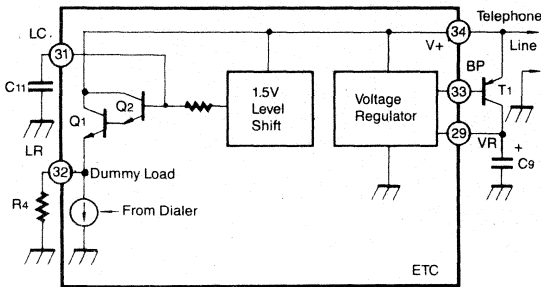 LC
31
C11
LR
32
R4
Q1
Q2
Dummy Load
From Dialer
1.5V
Level
Shift
Voltage
Regulator
V+
34
Telephone
Line
BP
33
T1
29
VR
+
C9
ETC